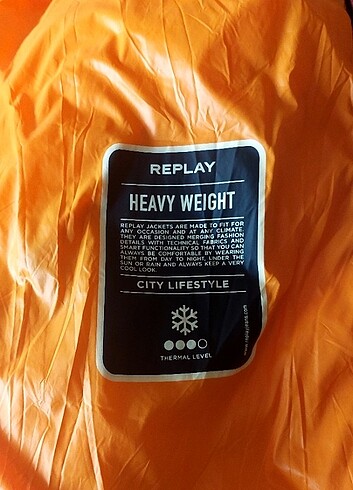 REPLAY
HEAVY WEIGHT
REPLAY JACKETS ARE MADE TO FIT FOR
ANY OCCASION AND AT ANY CLIMATE.
THEY ARE DESIGNED MERGING FASHION
DETAILS WITH TECHNICAL FABRICS AND
SMART FUNCTIONALITY SO THAT YOU CAN
ALWAYS BE COMFORTABLE BY WEARING
THEM FROM DAY TO NIGHT, UNDER THE
SUN OR RAIN AND ALWAYS KEEP A VERY
COOL LOOK.
CITY LIFESTYLE
THERMAL LEVEL
www.replayjeans.com